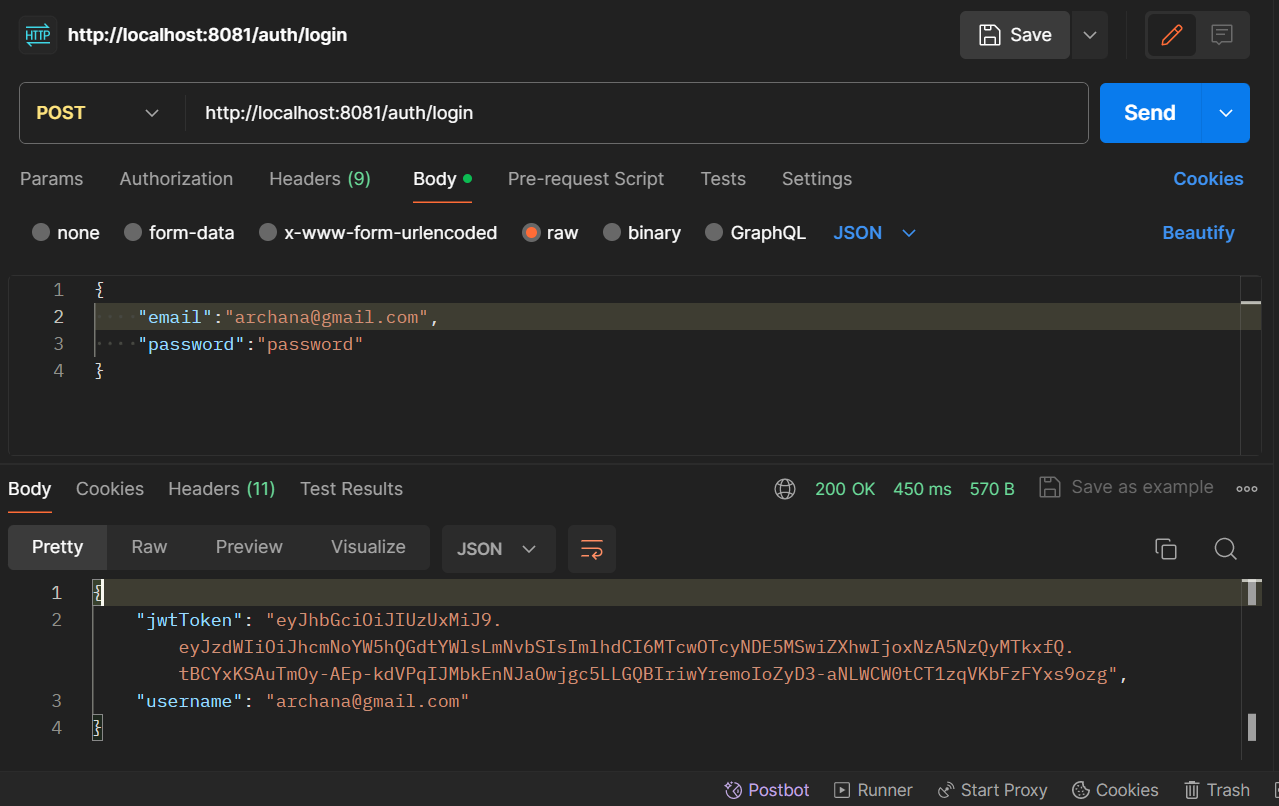 HTTP http://localhost:8081/auth/login Save
POST http://localhost:8081/auth/login Send
Params Authorization Headers (9) Body Pre-request Script Tests Settings Cookies
none form-data x-www-form-urlencoded raw binary GraphQL JSON Beautify
1 {
2 "email":"archana@gmail.com",
3 "password":"password"
4 }
Body Cookies Headers (11) Test Results 200 OK 450 ms 570 B Save as example
Pretty Raw Preview Visualize JSON
1 {
2 "jwtToken": "eyJhbGciOiJIUzUxMiJ9.
eyJzdWIiOiJhcmNoYW5hQGdtYWlsLmNvbSIsImlhdCI6MTcwOTcyNDE5MSwiZXhwIjoxNzA5NzQyMTkxfQ.
tBCYxKSAuTmOy-AEp-kdVPqIJMbkEnNJaOwjgc5LLGQBIriwYremoIoZyD3-aNLWCW0tCT1zqVKbFzFYxs9ozg",
3 "username": "archana@gmail.com"
4 }
Postbot Runner Start Proxy Cookies Trash